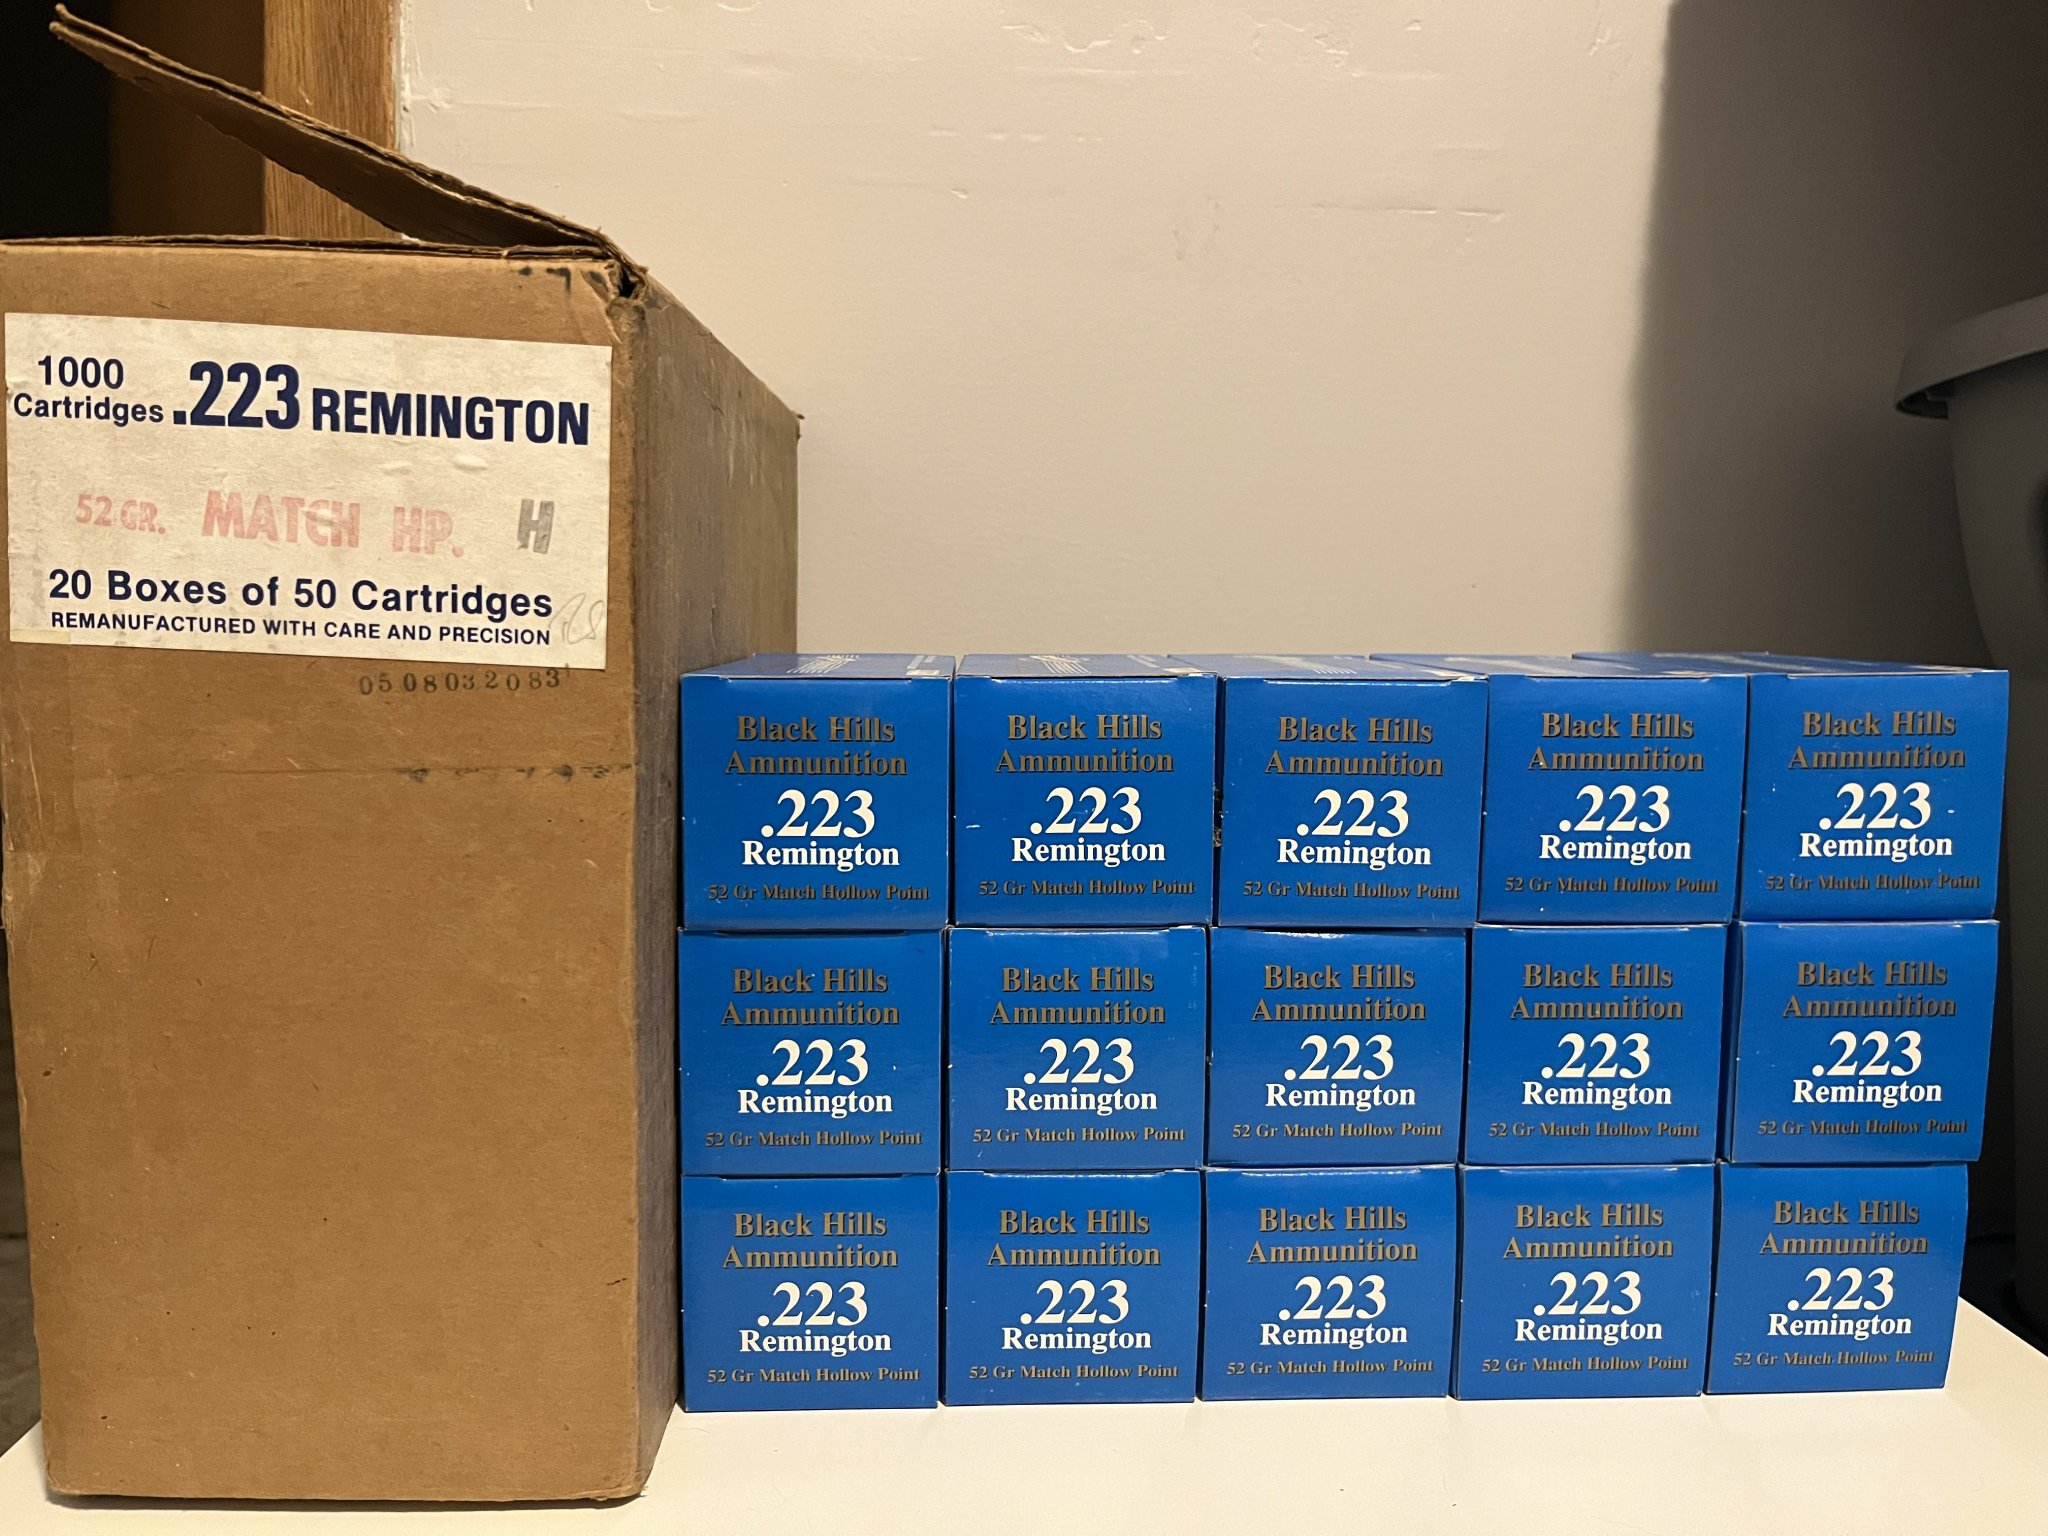 1000
Cartridges .223 REMINGTON
52 GR. MATCH HP. H
20 Boxes of 50 Cartridges
REMANUFACTURED WITH CARE AND PRECISION
0508032083
Black Hills
Ammunition
.223
Remington
52 Gr Match Hollow Point
Black Hills
Ammunition
.223
Remington
52 Gr Match Hollow Point
Black Hills
Ammunition
.223
Remington
52 Gr Match Hollow Point
Black Hills
Ammunition
.223
Remington
52 Gr Match Hollow Point
Black Hills
Ammunition
.223
Remington
52 Gr Match Hollow Point
Black Hills
Ammunition
.223
Remington
52 Gr Match Hollow Point
Black Hills
Ammunition
.223
Remington
52 Gr Match Hollow Point
Black Hills
Ammunition
.223
Remington
52 Gr Match Hollow Point
Black Hills
Ammunition
.223
Remington
52 Gr Match Hollow Point
Black Hills
Ammunition
.223
Remington
52 Gr Match Hollow Point
Black Hills
Ammunition
.223
Remington
52 Gr Match Hollow Point
Black Hills
Ammunition
.223
Remington
52 Gr Match Hollow Point
Black Hills
Ammunition
.223
Remington
52 Gr Match Hollow Point
Black Hills
Ammunition
.223
Remington
52 Gr Match Hollow Point
Black Hills
Ammunition
.223
Remington
52 Gr Match Hollow Point